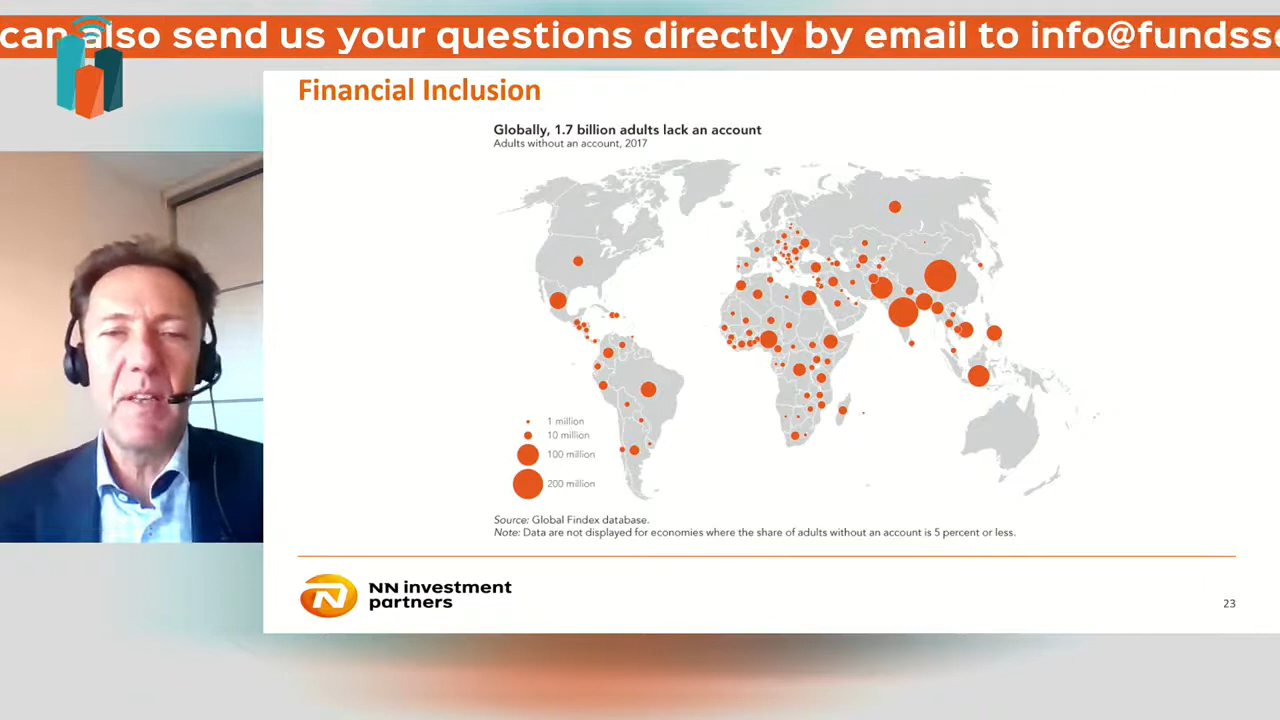 can also send us your questions directly by email to info@fundss
Financial Inclusion
Globally, 1.7 billion adults lack an account
Adults without an account, 2017
1 million
10 million
100 million
200 million
Source: Global Findex database.
Note: Data are not displayed for economies where the share of adults without an account is 5 percent or less.
NN investment
partners
23